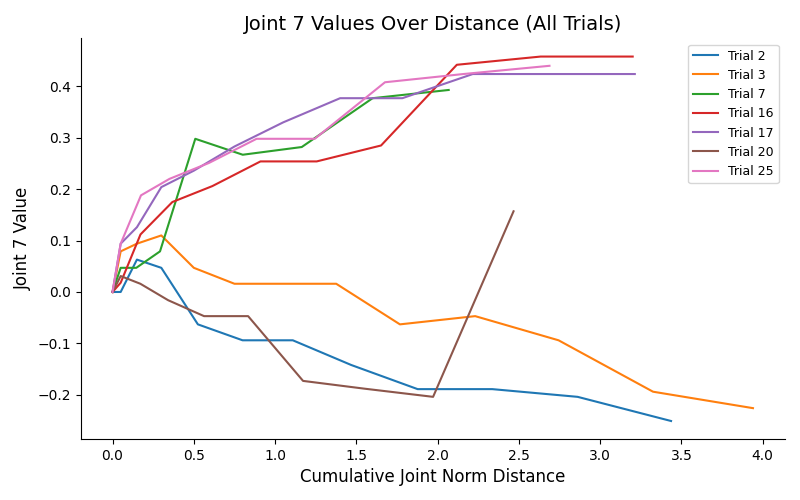 Joint 7 Values Over Distance (All Trials)
Trial 2
Trial 3
Trial 7
Trial 16
Trial 17
Trial 20
Trial 25
Joint 7 Value
0.4
0.3
0.2
0.1
0.0
−0.1
−0.2
0.0 0.5 1.0 1.5 2.0 2.5 3.0 3.5 4.0
Cumulative Joint Norm Distance